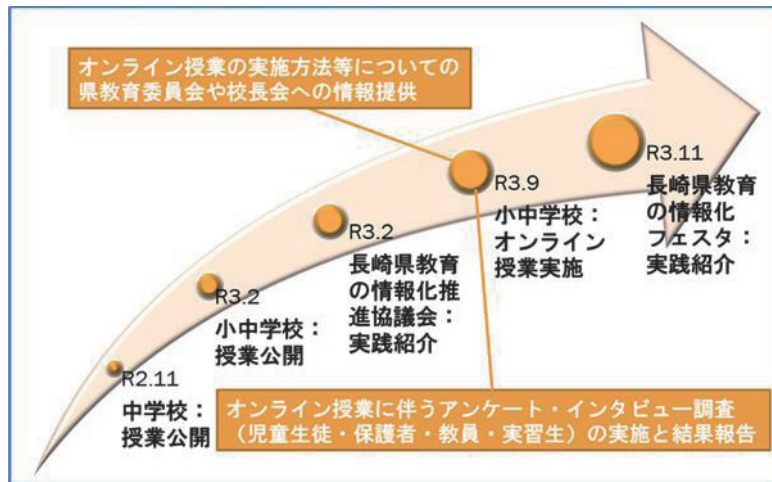 オンライン授業の実施方法等についての
県教育委員会や校長会への情報提供
R2.11
中学校：
授業公開
R3.2
小中学校：
授業公開
R3.2
長崎県教育
の情報化推
進協議会：
実践紹介
R3.9
小中学校：
オンライン
授業実施
R3.11
長崎県教育
の情報化
フェスタ：
実践紹介
オンライン授業に伴うアンケート・インタビュー調査
（児童生徒・保護者・教員・実習生）の実施と結果報告